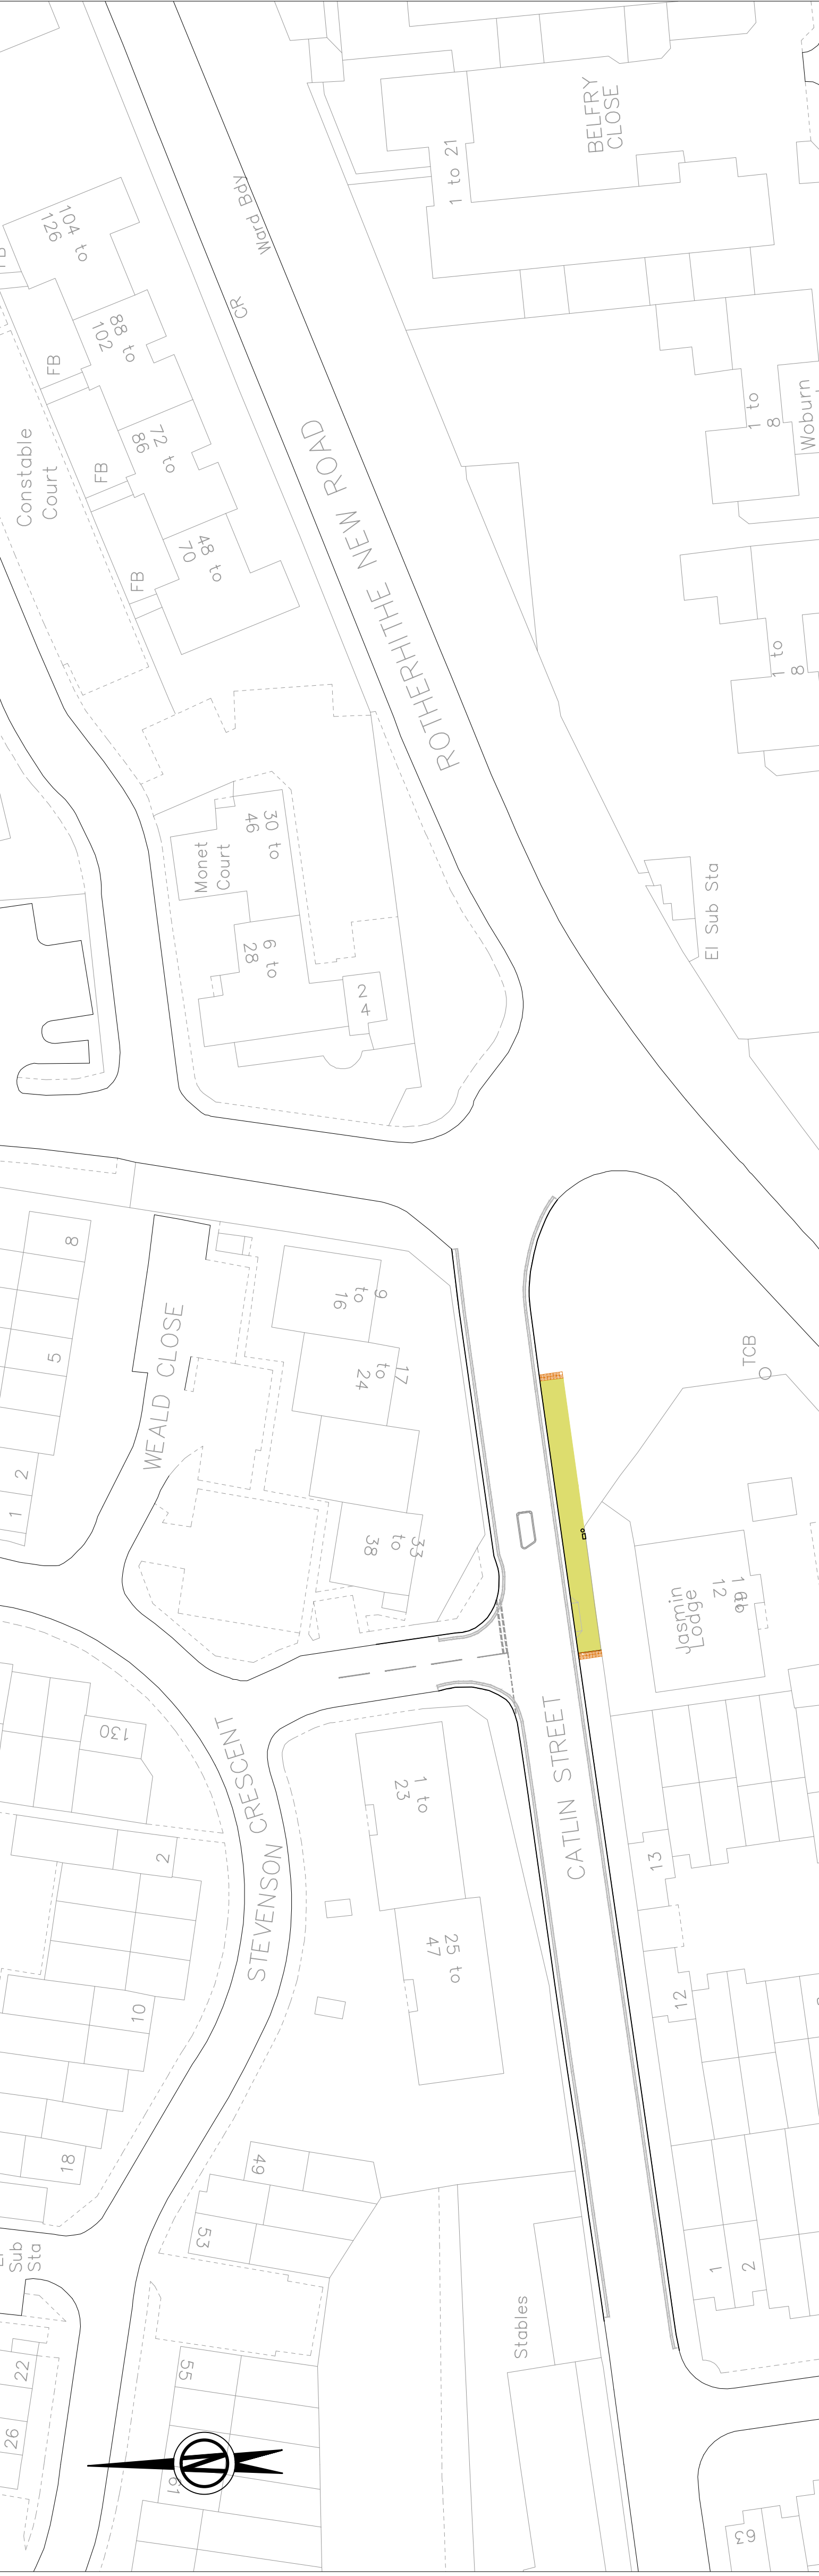 BELFRY
CLOSE
1 to 21
Ward Bdy
104 to
126
CR
88 to
102
FB
1 to
8
Woburn
72 to
86
Constable
Court
FB
ROTHERHITHE NEW ROAD
48 to
70
FB
1 to
8
30 to
46
Monet
Court
El Sub Sta
6 to
28
2
4
8
9
to
16
WEALD CLOSE
5
TCB
17
to
24
2
1
33
to
38
Jasmin
Lodge
12
130
STEVENSON CRESCENT
CATLIN STREET
1 to
23
2
13
25 to
47
10
12
49
18
53
Sub
Sta
1
2
Stables
22
55
26
61
63